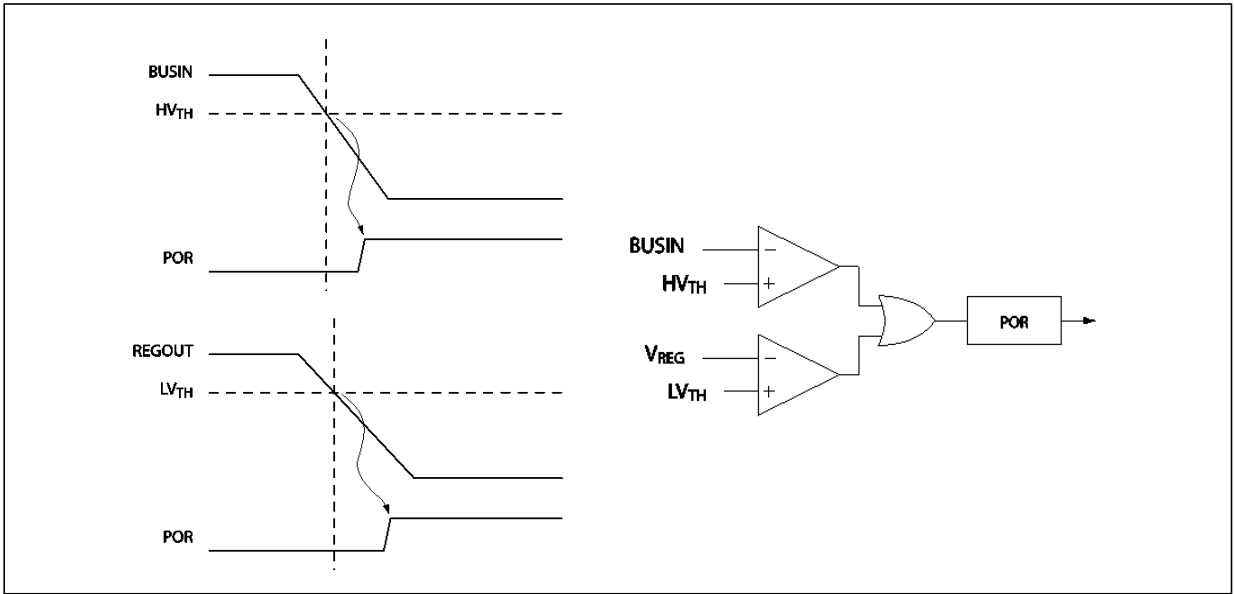 BUSIN
HVTH
POR
REGOUT
LVTH
POR
BUSIN
−
HVTH
+
VREG
−
LVTH
+
POR